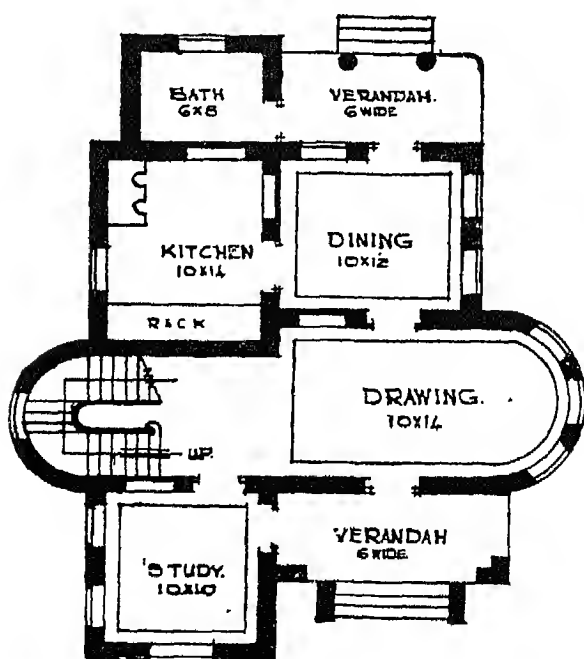 BATH
6X8
VERANDAH.
6 WIDE
KITCHEN
10X14
DINING
10X12
RACK
DRAWING.
10X14
UP.
STUDY.
10X10
VERANDAH
6 WIDE